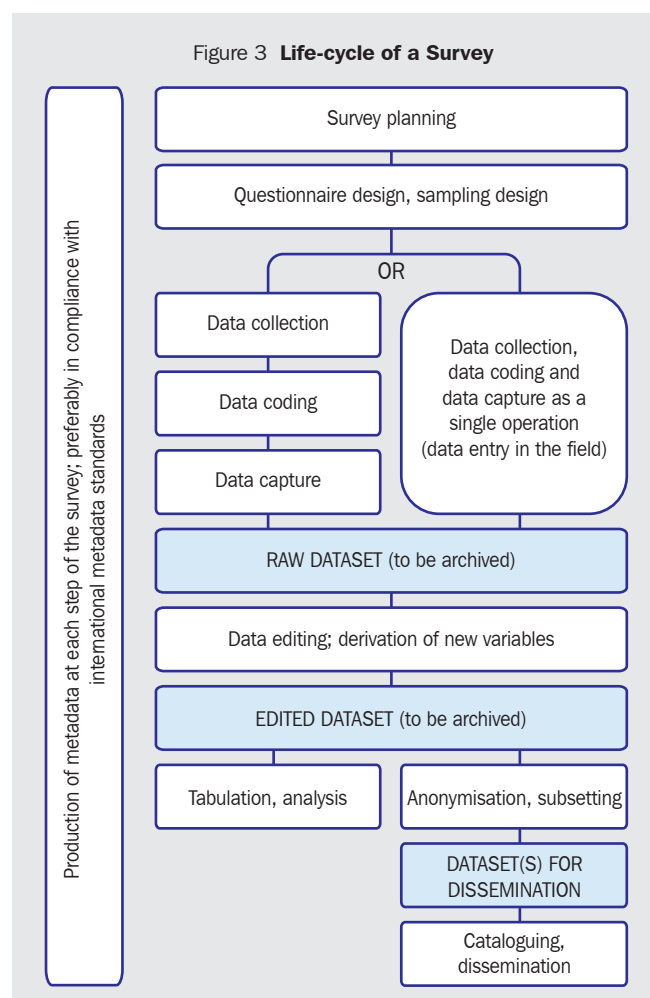 Figure 3 Life-cycle of a Survey
Production of metadata at each step of the survey; preferably in compliance with
international metadata standards
Survey planning
Questionnaire design, sampling design
OR
Data collection
Data coding
Data capture
Data collection,
data coding and
data capture as a
single operation
(data entry in the field)
RAW DATASET (to be archived)
Data editing; derivation of new variables
EDITED DATASET (to be archived)
Tabulation, analysis
Anonymisation, subsetting
DATASET(S) FOR
DISSEMINATION
Cataloguing,
dissemination